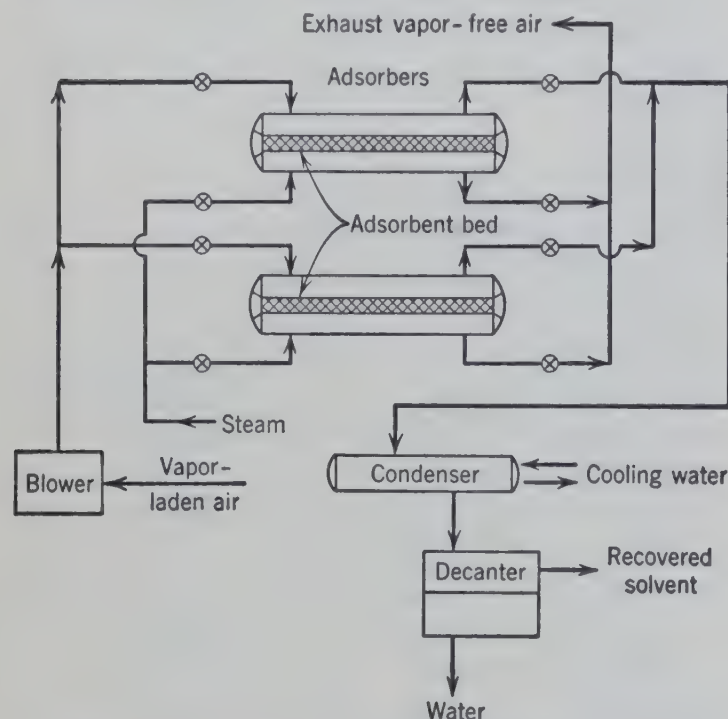 Exhaust vapor-free air
Adsorbers
Adsorbent bed
Steam
Blower
Vapor-
laden air
Condenser
Cooling water
Decanter
Recovered
solvent
Water